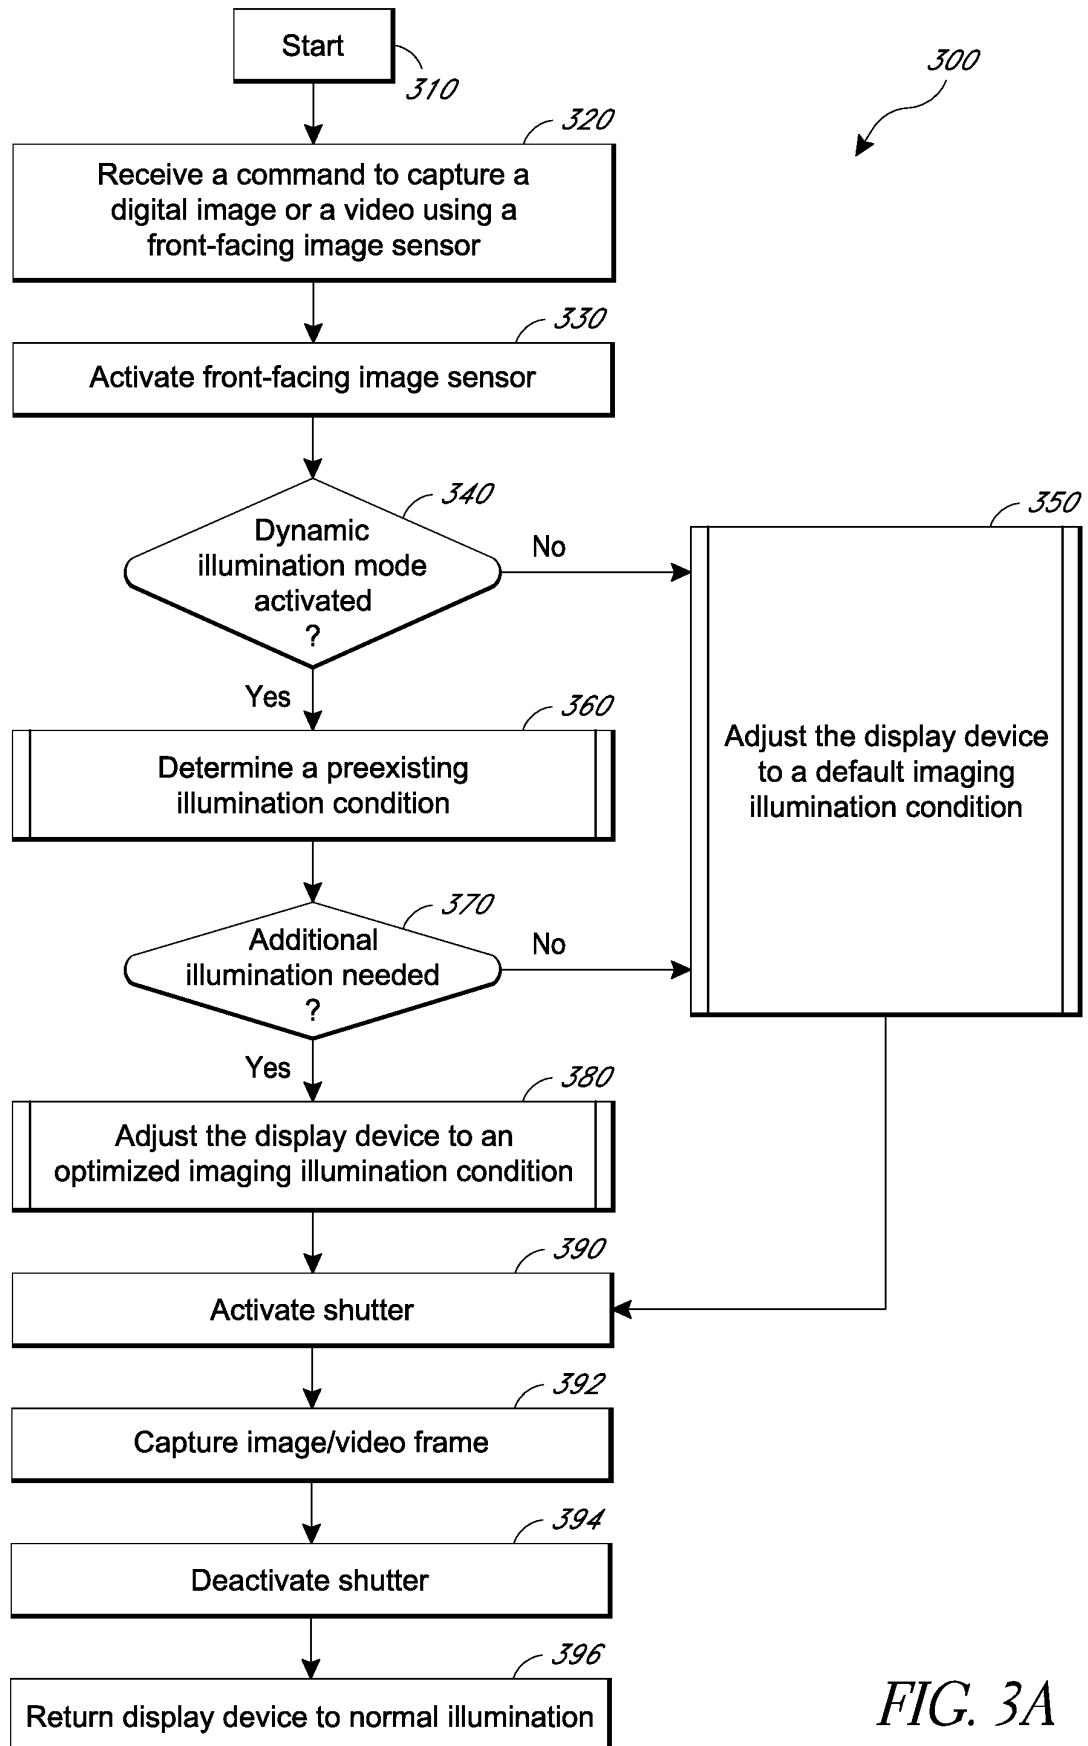 Start
310
300
320
Receive a command to capture a
digital image or a video using a
front-facing image sensor
330
Activate front-facing image sensor
340
Dynamic
illumination mode
activated
?
No
Yes
350
Adjust the display device
to a default imaging
illumination condition
360
Determine a preexisting
illumination condition
370
Additional
illumination needed
?
No
Yes
380
Adjust the display device to an
optimized imaging illumination condition
390
Activate shutter
392
Capture image/video frame
394
Deactivate shutter
396
Return display device to normal illumination
FIG. 3A